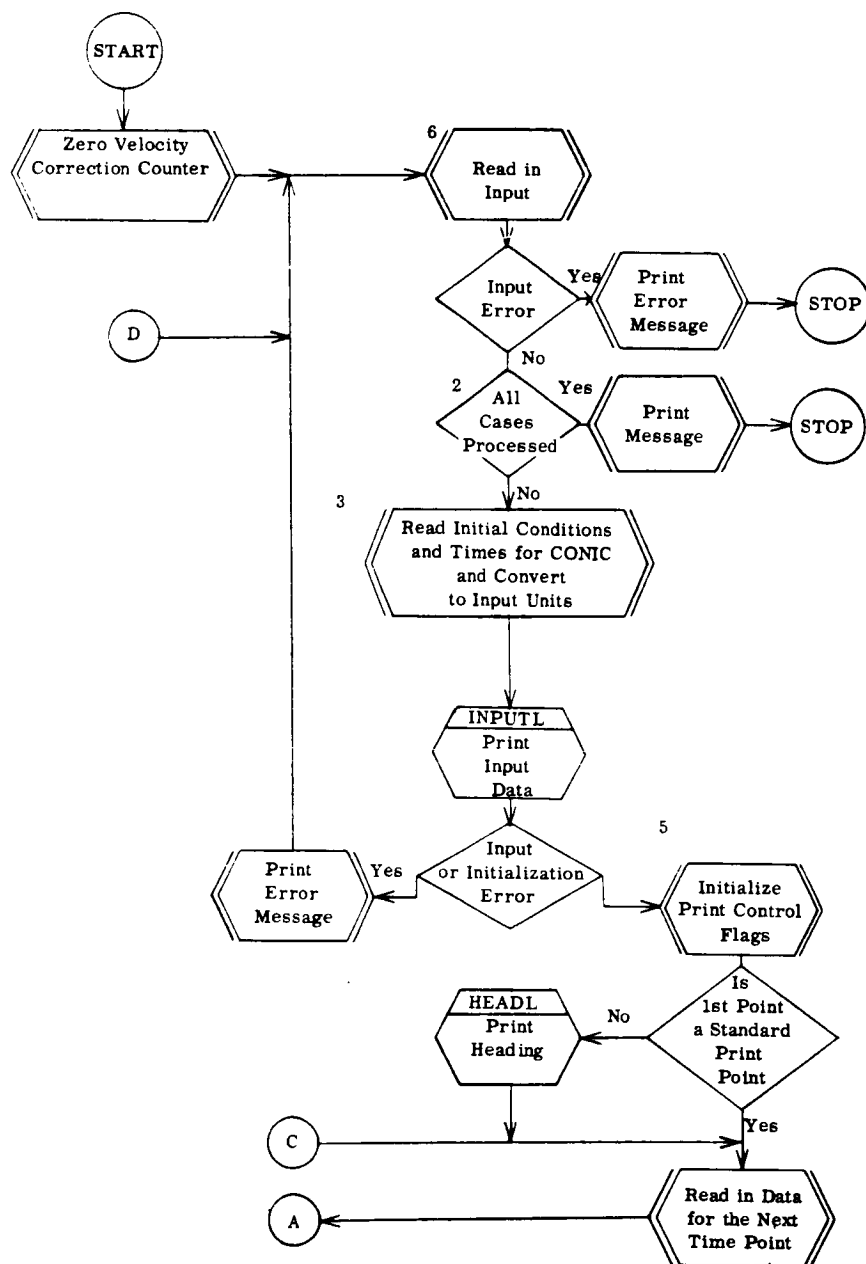 START
Zero Velocity
Correction Counter
6
Read in
Input
Input
Error
Yes
Print
Error
Message
STOP
D
No
2
All
Cases
Processed
Yes
Print
Message
STOP
No
3
Read Initial Conditions
and Times for CONIC
and Convert
to Input Units
INPUTL
Print
Input
Data
5
Input
or Initialization
Error
Yes
Print
Error
Message
Initialize
Print Control
Flags
Is
1st Point
a Standard
Print
Point
No
HEADL
Print
Heading
Yes
C
Read in Data
for the Next
Time Point
A